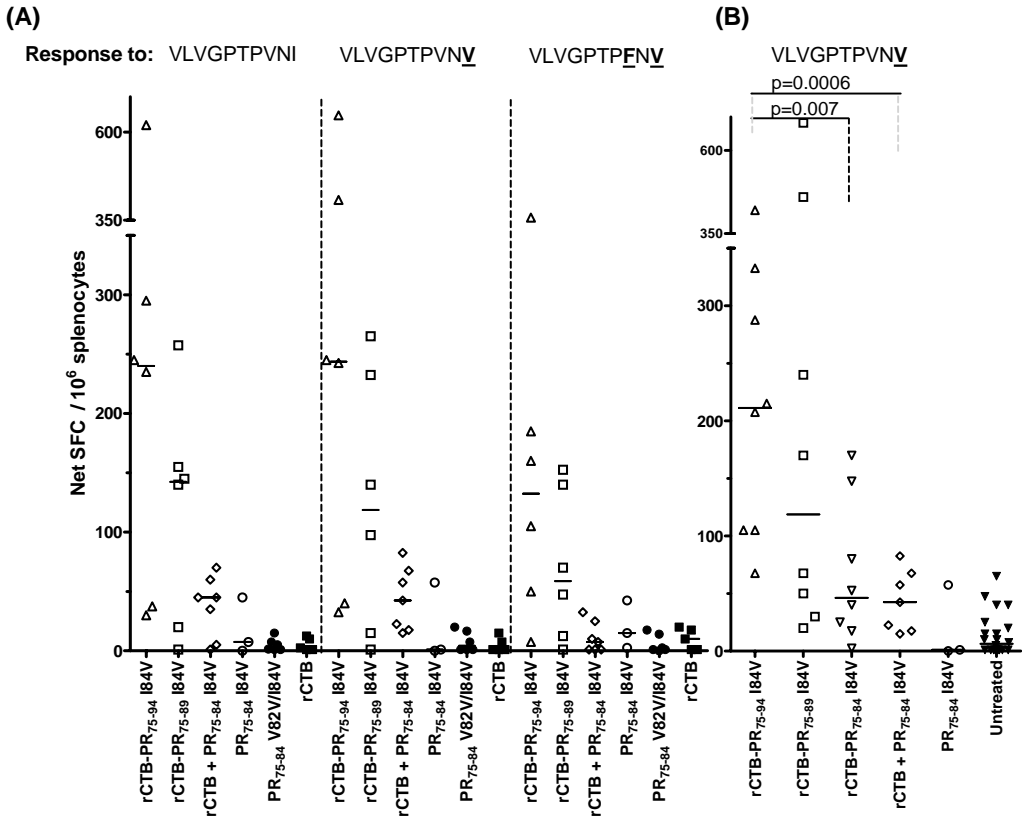 (A) (B)
Response to: VLVGPTPVNI VLVGPTPVNV VLVGPTPFNV VLVGPTPVNV
p=0.0006
p=0.007
Net SFC / 10⁶ splenocytes
600
350
300
200
100
0
600
350
300
200
100
0
rCTB-PR₇₅₋₉₄ I84V
rCTB-PR₇₅₋₈₉ I84V
rCTB + PR₇₅₋₈₄ I84V
PR₇₅₋₈₄
PR₇₅₋₈₄ V82V/I84V
rCTB
rCTB-PR₇₅₋₉₄ I84V
rCTB-PR₇₅₋₈₉ I84V
rCTB + PR₇₅₋₈₄ I84V
PR₇₅₋₈₄
PR₇₅₋₈₄ V82V/I84V
rCTB
rCTB-PR₇₅₋₉₄ I84V
rCTB-PR₇₅₋₈₉ I84V
rCTB + PR₇₅₋₈₄ I84V
PR₇₅₋₈₄
PR₇₅₋₈₄ V82V/I84V
rCTB
rCTB-PR₇₅₋₉₄ I84V
rCTB-PR₇₅₋₈₉ I84V
rCTB-PR₇₅₋₈₄ I84V
rCTB + PR₇₅₋₈₄ I84V
PR₇₅₋₈₄
Untreated